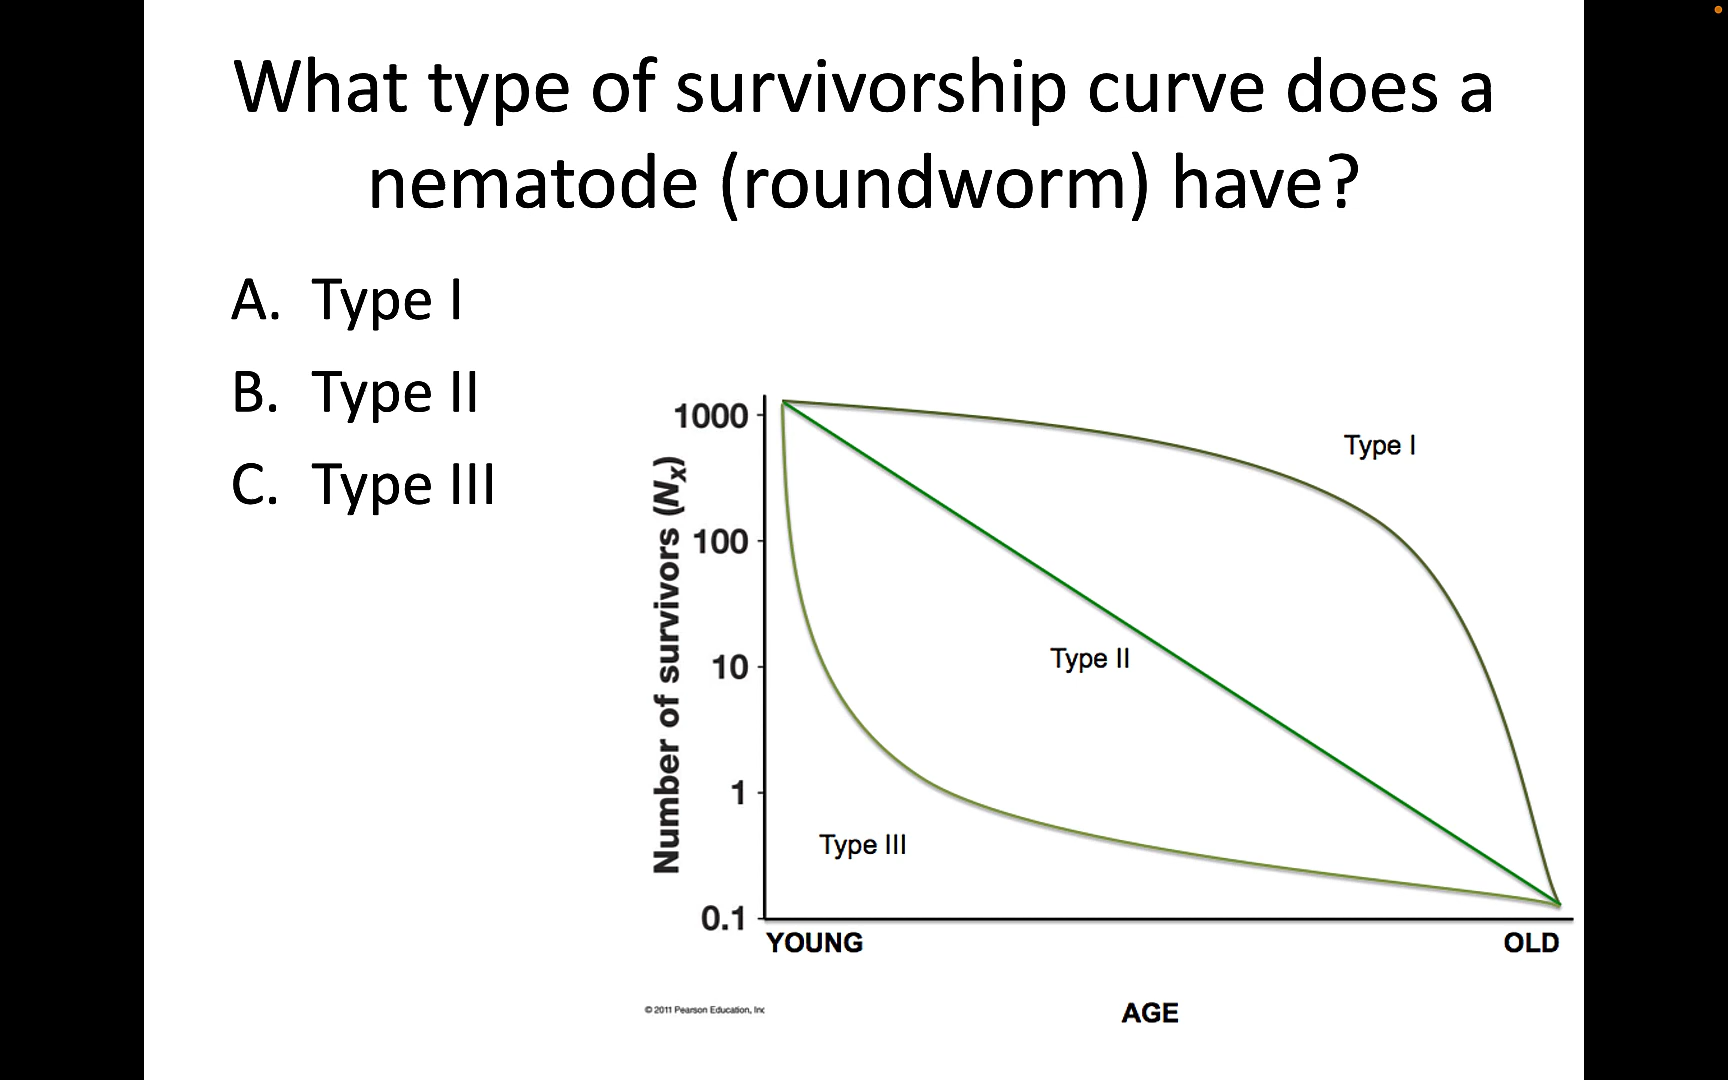 What type of survivorship curve does a
nematode (roundworm) have?
A. Type I
B. Type II
C. Type III
Number of survivors (Nx)
1000
100
10
1
0.1
Type I
Type II
Type III
YOUNG
OLD
AGE
© 2011 Pearson Education, Inc